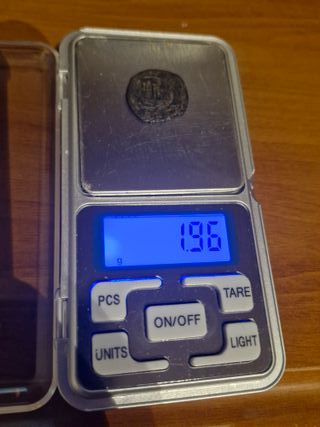 1.96
g
PCS
TARE
ON/OFF
UNITS
LIGHT